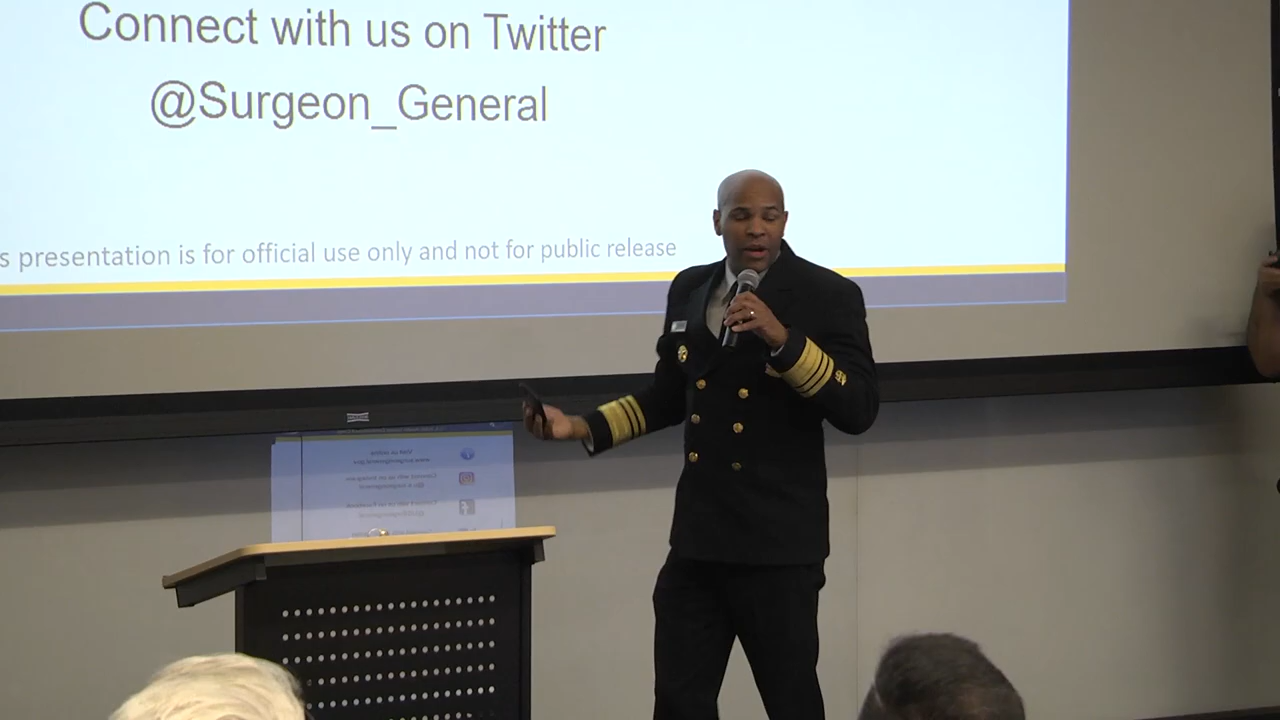 Connect with us on Twitter
@Surgeon_General
s presentation is for official use only and not for public release